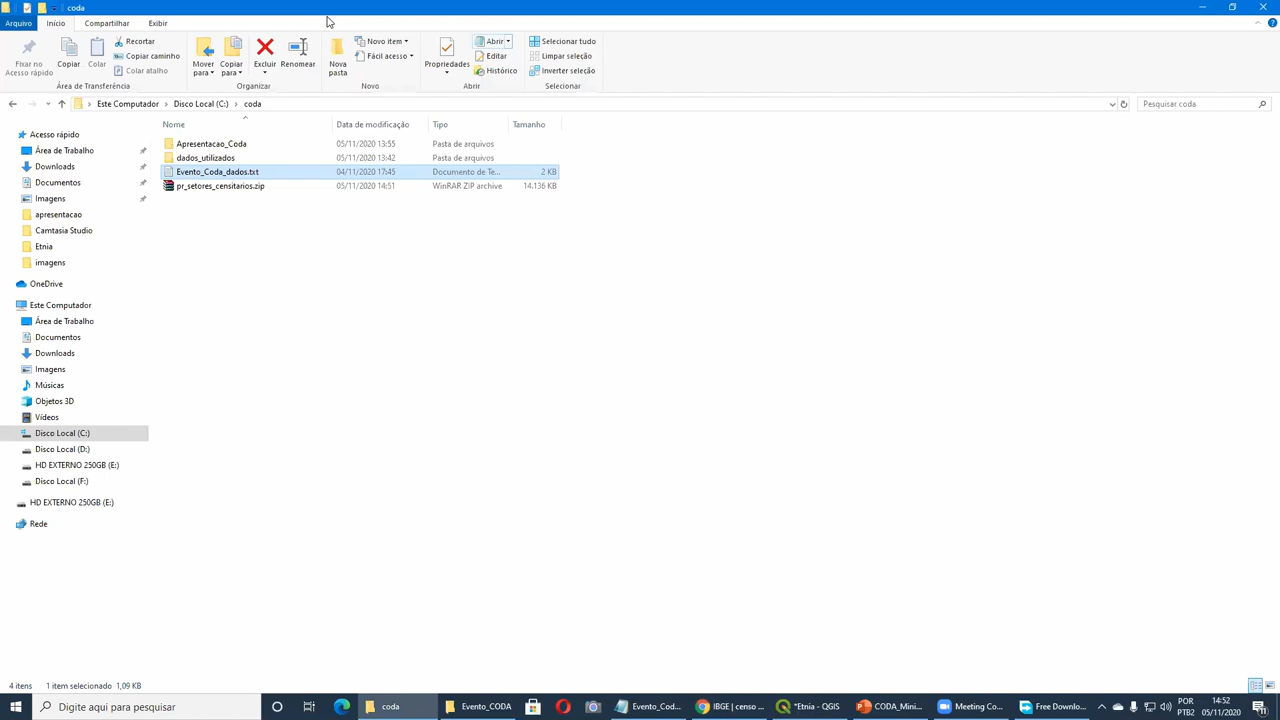 coda
Arquivo Início Compartilhar Exibir
Fixar no Acesso rápido
Copiar
Colar
Recortar
Copiar caminho
Colar atalho
Área de Transferência
Mover para
Copiar para
Excluir
Renomear
Organizar
Nova pasta
Novo item
Fácil acesso
Novo
Propriedades
Abrir
Editar
Histórico
Abrir
Selecionar tudo
Limpar seleção
Inverter seleção
Selecionar
Este Computador > Disco Local (C:) > coda
Pesquisar coda
Nome Data de modificação Tipo Tamanho
Apresentacao_Coda 05/11/2020 13:55 Pasta de arquivos
dados_utilizados 05/11/2020 13:42 Pasta de arquivos
Evento_Coda_dados.txt 04/11/2020 17:45 Documento de Te... 2 KB
pr_setores_censitarios.zip 05/11/2020 14:51 WinRAR ZIP archive 14.136 KB
Acesso rápido
Área de Trabalho
Downloads
Documentos
Imagens
apresentacao
Camtasia Studio
Etnia
imagens
OneDrive
Este Computador
Área de Trabalho
Documentos
Downloads
Imagens
Músicas
Objetos 3D
Vídeos
Disco Local (C:)
Disco Local (D:)
HD EXTERNO 250GB (E:)
Disco Local (F:)
HD EXTERNO 250GB (E:)
Rede
4 itens 1 item selecionado 1,09 KB
Digite aqui para pesquisar
coda
Evento_CODA
Evento_Cod...
IBGE | censo ...
*Etnia - QGIS
CODA_Mini...
Meeting Co...
Free Downlo...
POR
PTB2
14:52
05/11/2020
11